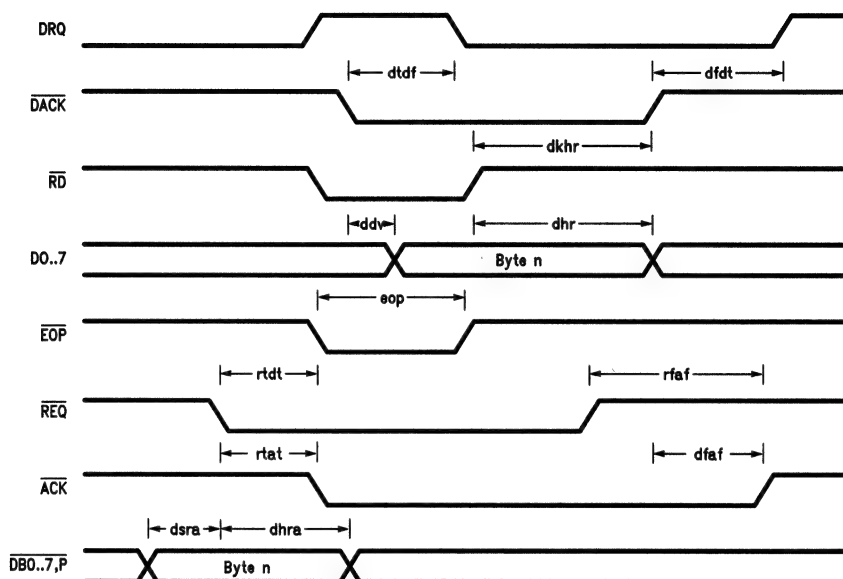 DRQ
dtdf dfdt
DACK
dkhr
RD
ddv dhr
D0..7 Byte n
eop
EOP
rtdt rfaf
REQ
rtat dfaf
ACK
dsra dhra
DB0..7,P Byte n